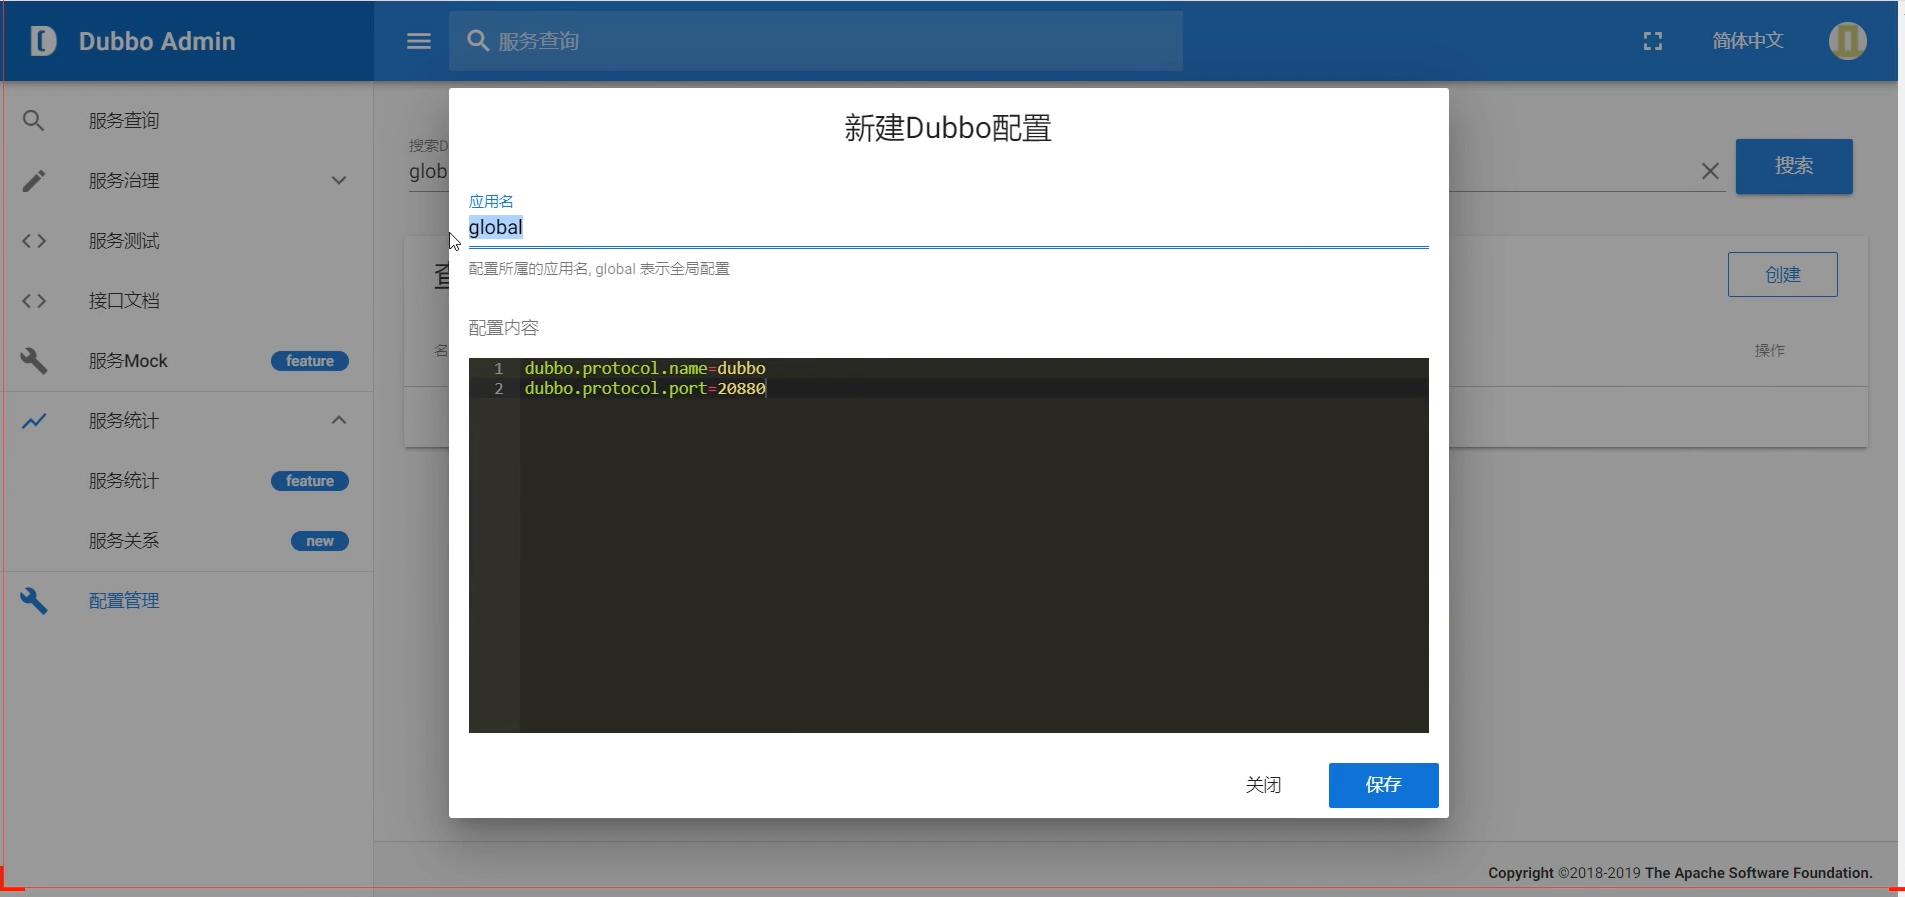 Dubbo Admin
服务查询
简体中文
服务查询
服务治理
服务测试
接口文档
服务Mock
feature
服务统计
服务统计
feature
服务关系
new
配置管理
搜索D
glob
搜索
查
创建
名
操作
新建Dubbo配置
应用名
global
配置所属的应用名, global 表示全局配置
配置内容
1 dubbo.protocol.name=dubbo
2 dubbo.protocol.port=20880
关闭
保存
Copyright ©2018-2019 The Apache Software Foundation.